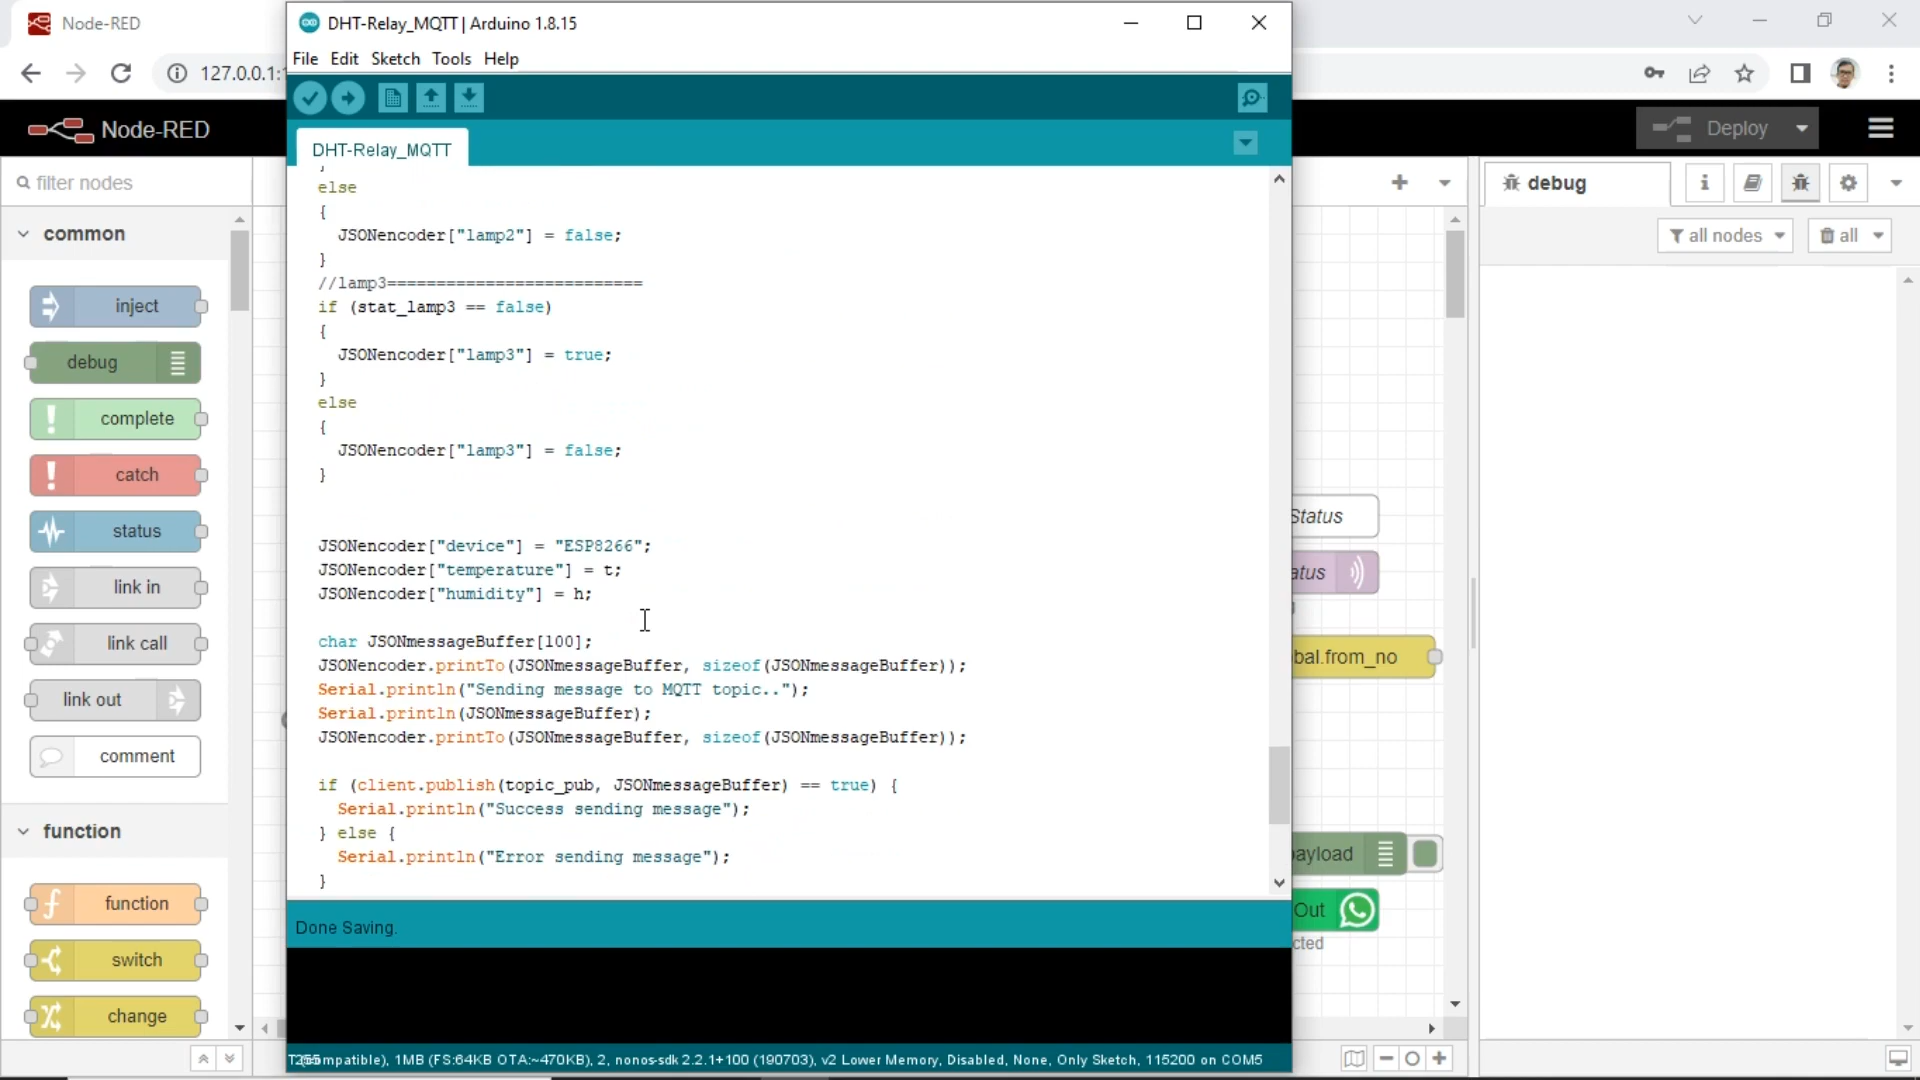 Node-RED
DHT-Relay_MQTT | Arduino 1.8.15
File Edit Sketch Tools Help
127.0.0.1:
Node-RED
Deploy
DHT-Relay_MQTT
filter nodes
debug
i
all nodes
all
common
inject
debug
complete
catch
status
link in
link call
link out
comment
function
function
switch
change
}
else
{
JSONencoder["lamp2"] = false;
}
//lamp3==========================
if (stat_lamp3 == false)
{
JSONencoder["lamp3"] = true;
}
else
{
JSONencoder["lamp3"] = false;
}
JSONencoder["device"] = "ESP8266";
JSONencoder["temperature"] = t;
JSONencoder["humidity"] = h;
char JSONmessageBuffer[100];
JSONencoder.printTo(JSONmessageBuffer, sizeof(JSONmessageBuffer));
Serial.println("Sending message to MQTT topic..");
Serial.println(JSONmessageBuffer);
JSONencoder.printTo(JSONmessageBuffer, sizeof(JSONmessageBuffer));
if (client.publish(topic_pub, JSONmessageBuffer) == true) {
Serial.println("Success sending message");
} else {
Serial.println("Error sending message");
}
Status
atus
bal.from_no
payload
Out
cted
Done Saving.
mpatible), 1MB (FS:64KB OTA:~470KB), 2, nonos-sdk 2.2.1+100 (190703), v2 Lower Memory, Disabled, None, Only Sketch, 115200 on COM5